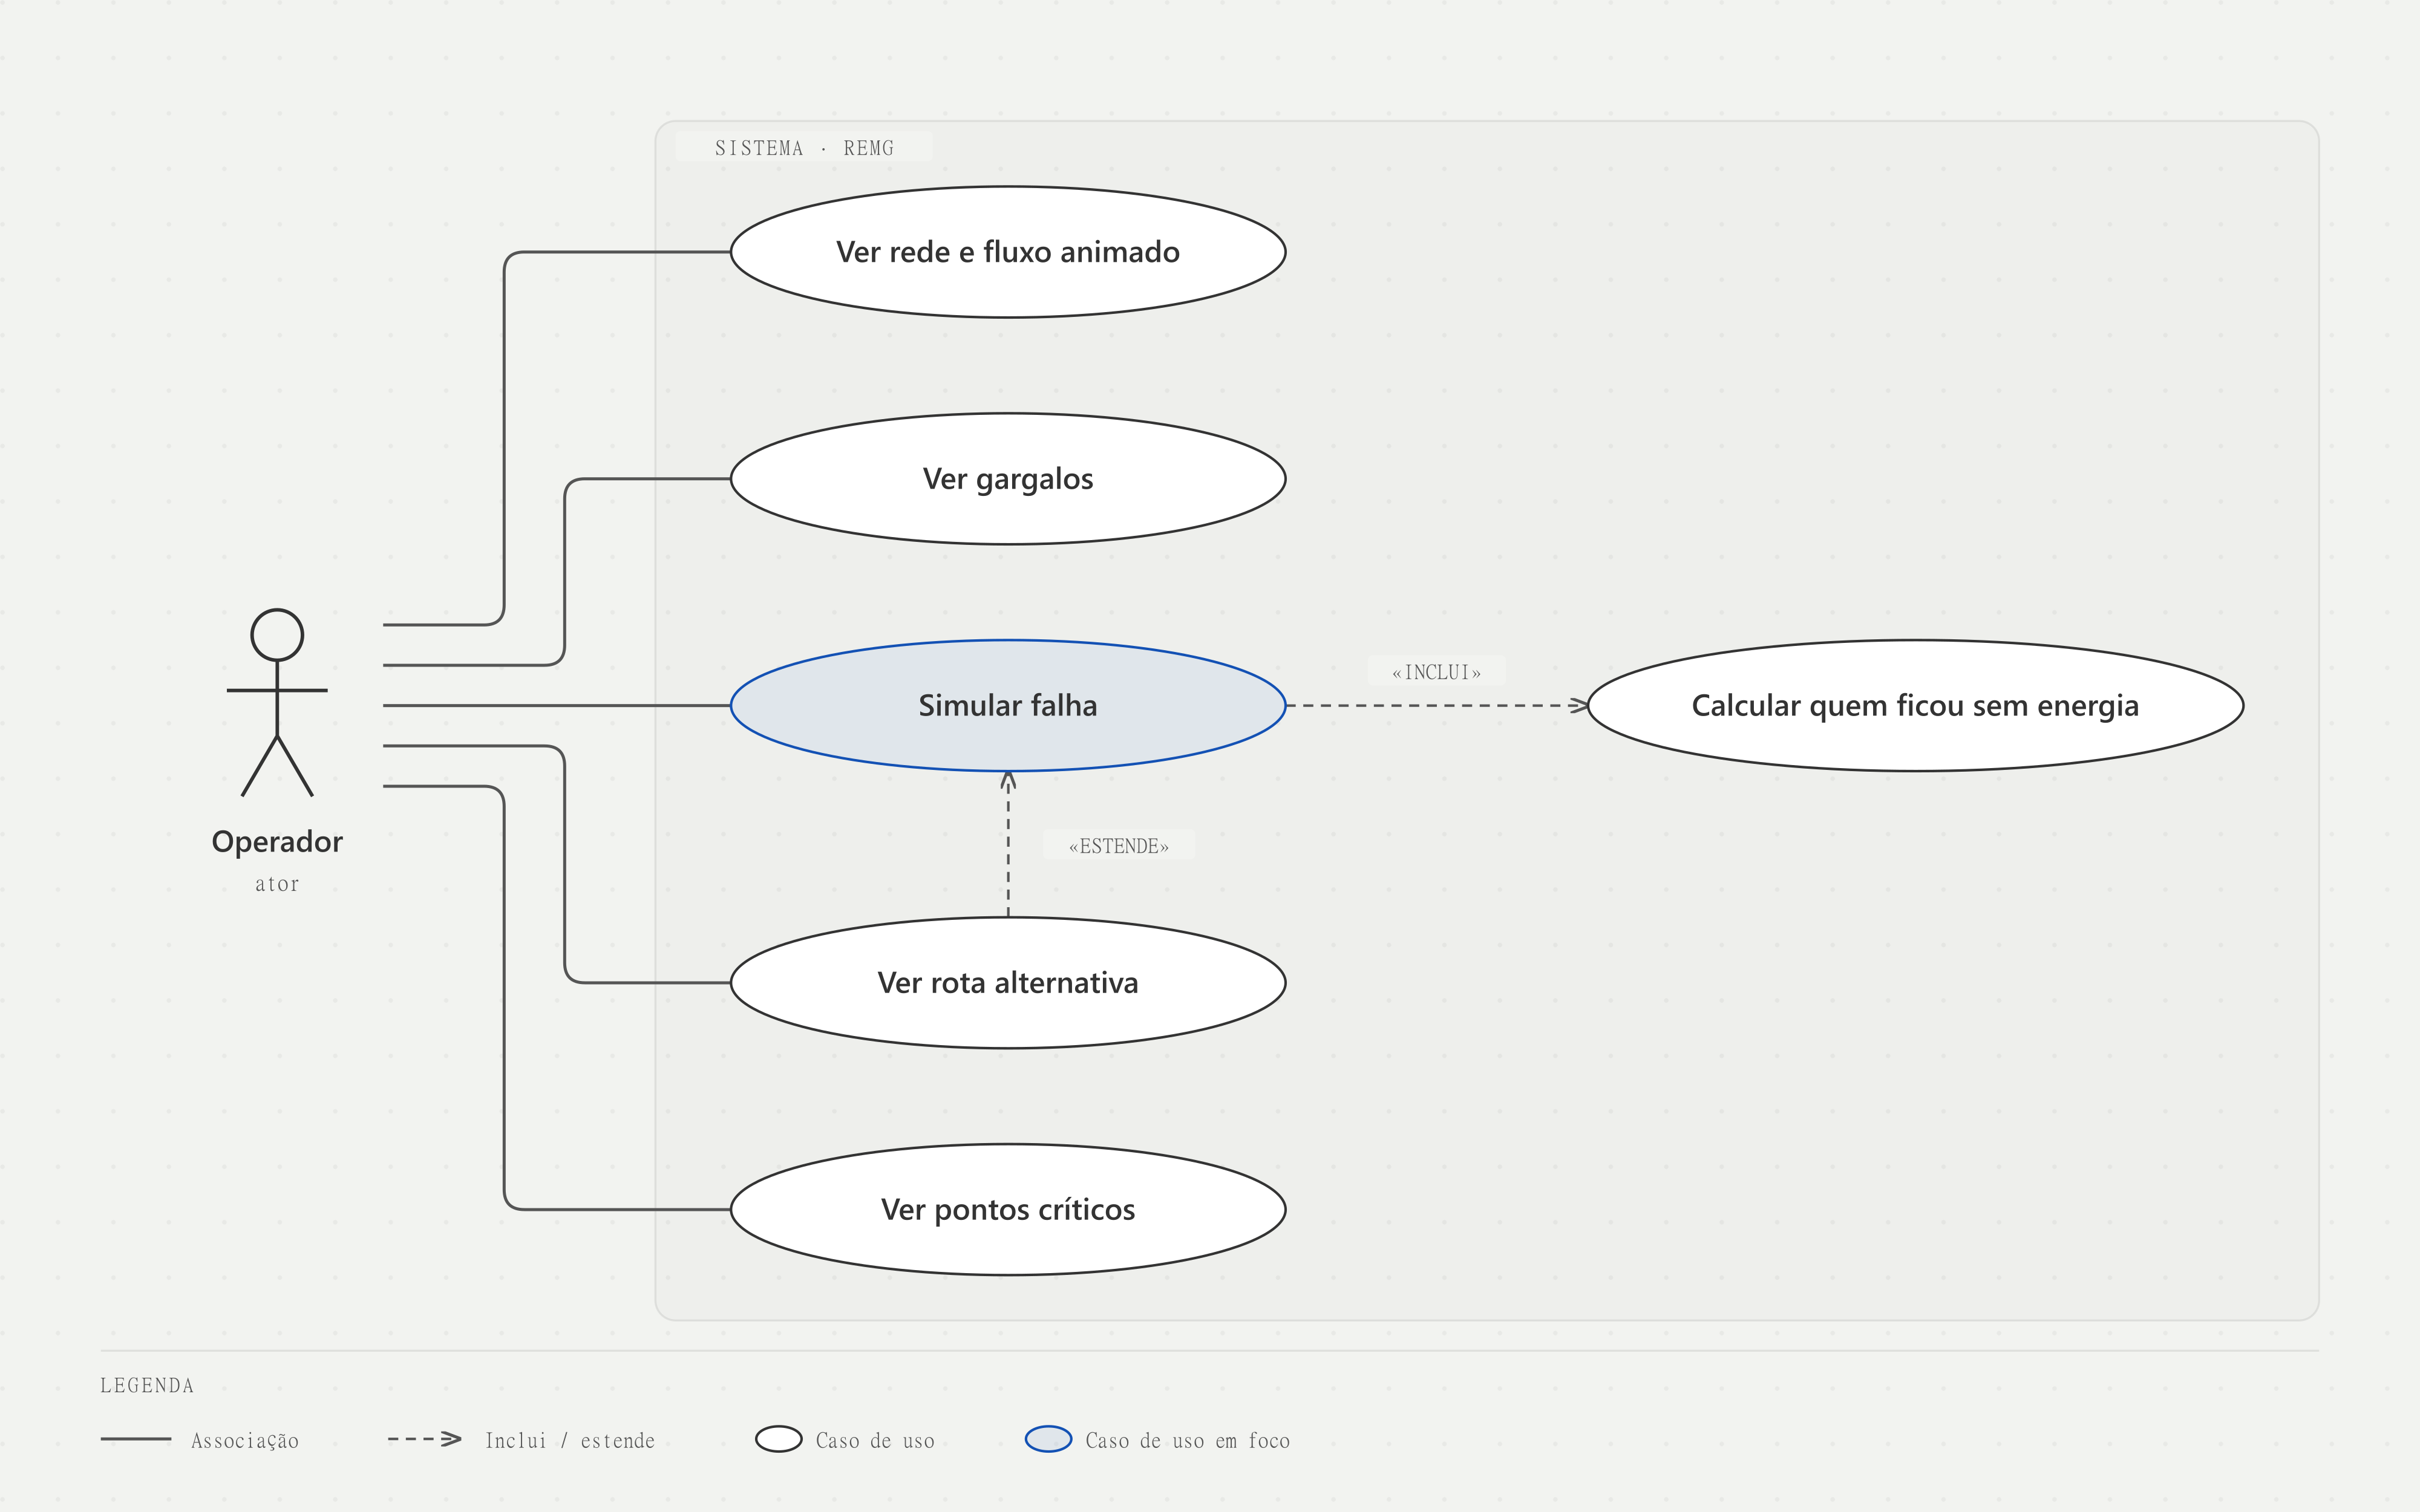 SISTEMA · REMG
Ver rede e fluxo animado
Ver gargalos
Simular falha
«INCLUI»
Calcular quem ficou sem energia
Operador
ator
«ESTENDE»
Ver rota alternativa
Ver pontos críticos
LEGENDA
Associação
Inclui / estende
Caso de uso
Caso de uso em foco